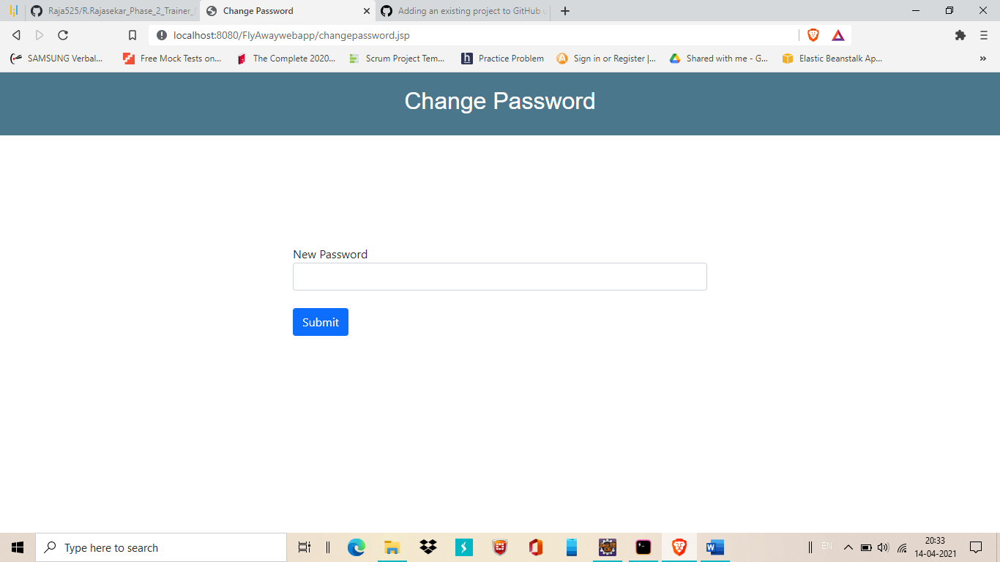 Raja525/R.Rajasekar_Phase_2_Trainer_
Change Password
Adding an existing project to GitHub
localhost:8080/FlyAwaywebapp/changepassword.jsp
SAMSUNG Verbal...
Free Mock Tests on...
The Complete 2020...
Scrum Project Tem...
Practice Problem
Sign in or Register |...
Shared with me - G...
Elastic Beanstalk Ap...
Change Password
New Password
Submit
Type here to search
EN
20:33
14-04-2021